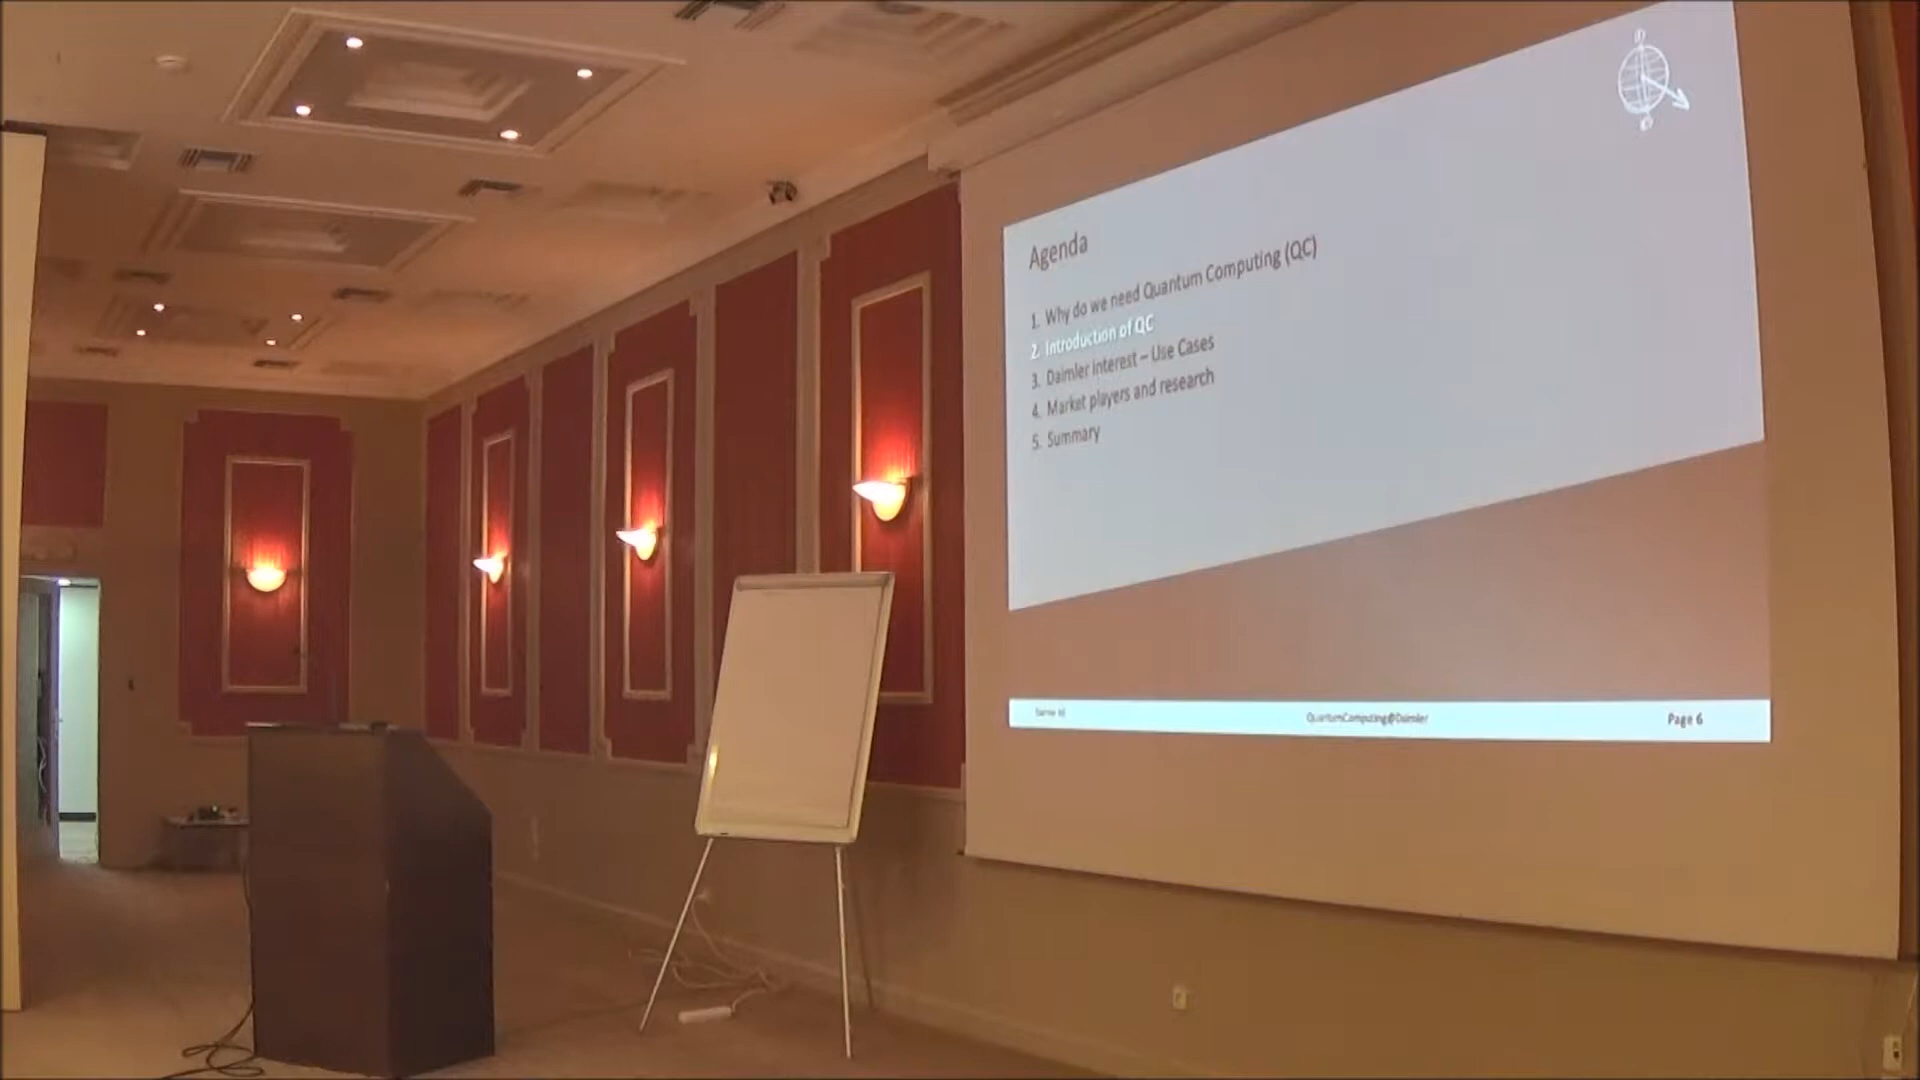 Agenda
1. Why do we need Quantum Computing (QC)
2. Introduction of QC
3. Daimler interest – Use Cases
4. Market players and research
5. Summary
QuantumComputing@Daimler
Page 6